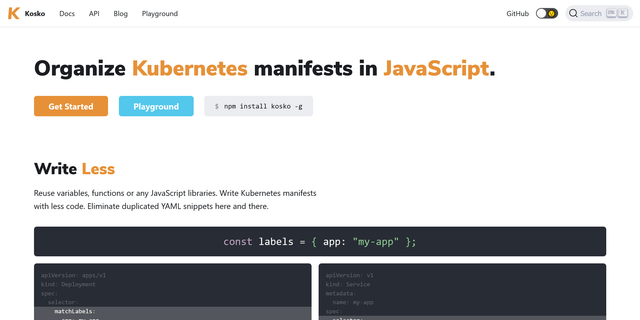 Kosko Docs API Blog Playground GitHub Search
Organize Kubernetes manifests in JavaScript.
Get Started Playground $ npm install kosko -g
Write Less
Reuse variables, functions or any JavaScript libraries. Write Kubernetes manifests
with less code. Eliminate duplicated YAML snippets here and there.
const labels = { app: "my-app" };
apiVersion: apps/v1
kind: Deployment
spec:
selector:
matchLabels:
apiVersion: v1
kind: Service
metadata:
name: my-app
spec: